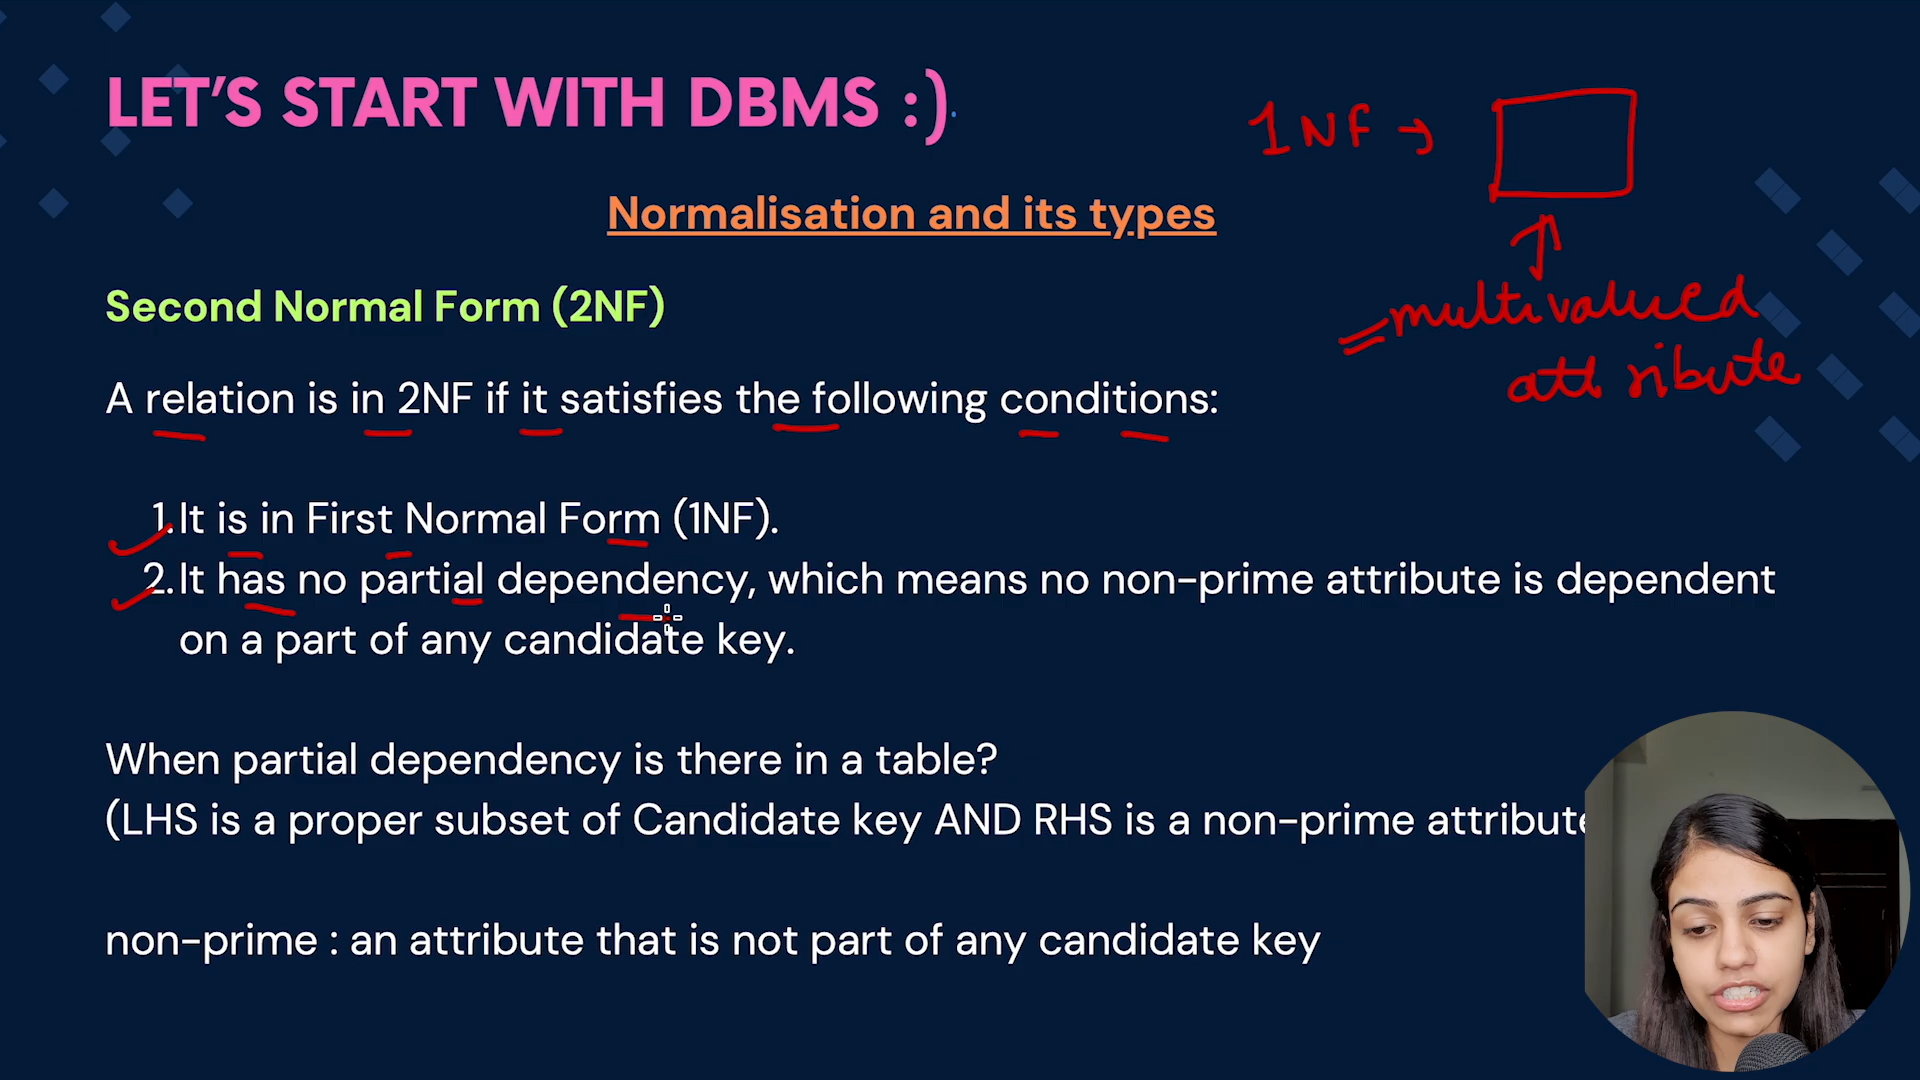 LET'S START WITH DBMS :)
1NF →
Normalisation and its types
Second Normal Form (2NF)
multivalued
attribute
A relation is in 2NF if it satisfies the following conditions:
1. It is in First Normal Form (1NF).
2. It has no partial dependency, which means no non-prime attribute is dependent
on a part of any candidate key.
When partial dependency is there in a table?
(LHS is a proper subset of Candidate key AND RHS is a non-prime attribute
non-prime : an attribute that is not part of any candidate key